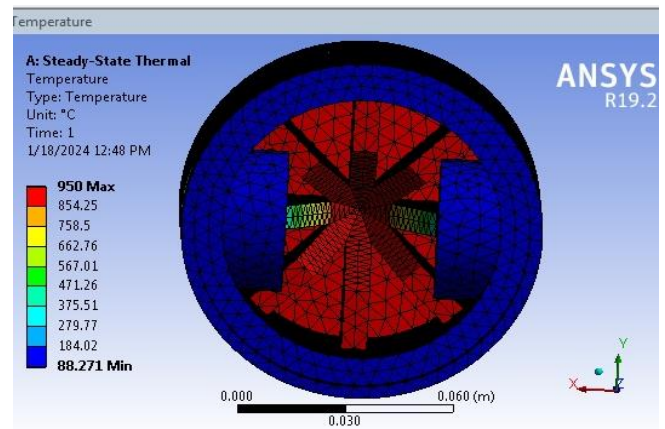 Temperature
A: Steady-State Thermal
Temperature
Type: Temperature
Unit: °C
Time: 1
1/18/2024 12:48 PM
950 Max
854.25
758.5
662.76
567.01
471.26
375.51
279.77
184.02
88.271 Min
ANSYS
R19.2
0.000
0.060 (m)
0.030
Y
X
Z